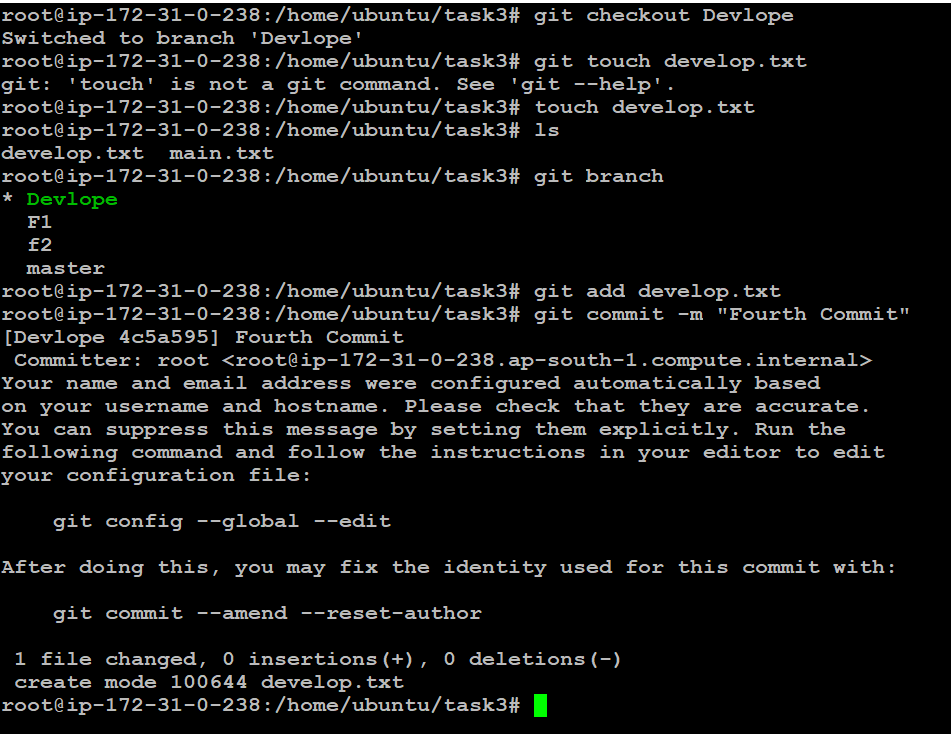 root@ip-172-31-0-238:/home/ubuntu/task3# git checkout Devlope
Switched to branch 'Devlope'
root@ip-172-31-0-238:/home/ubuntu/task3# git touch develop.txt
git: 'touch' is not a git command. See 'git --help'.
root@ip-172-31-0-238:/home/ubuntu/task3# touch develop.txt
root@ip-172-31-0-238:/home/ubuntu/task3# ls
develop.txt  main.txt
root@ip-172-31-0-238:/home/ubuntu/task3# git branch
* Devlope
  F1
  f2
  master
root@ip-172-31-0-238:/home/ubuntu/task3# git add develop.txt
root@ip-172-31-0-238:/home/ubuntu/task3# git commit -m "Fourth Commit"
[Devlope 4c5a595] Fourth Commit
 Committer: root <root@ip-172-31-0-238.ap-south-1.compute.internal>
Your name and email address were configured automatically based
on your username and hostname. Please check that they are accurate.
You can suppress this message by setting them explicitly. Run the
following command and follow the instructions in your editor to edit
your configuration file:
    git config --global --edit
After doing this, you may fix the identity used for this commit with:
    git commit --amend --reset-author
 1 file changed, 0 insertions(+), 0 deletions(-)
 create mode 100644 develop.txt
root@ip-172-31-0-238:/home/ubuntu/task3#